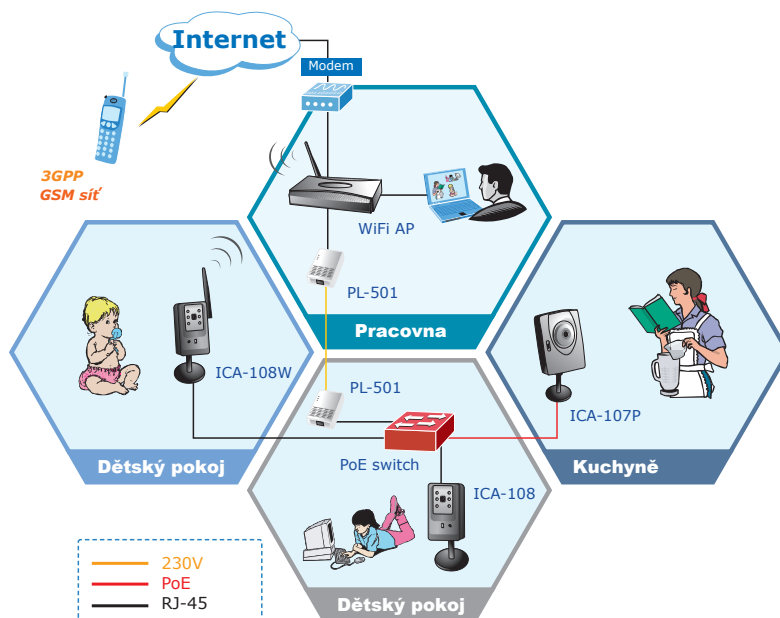 Internet
Modem
3GPP
GSM síť
WiFi AP
PL-501
Pracovna
ICA-108W
Dětský pokoj
PL-501
PoE switch
ICA-107P
Kuchyně
ICA-108
Dětský pokoj
230V
PoE
RJ-45